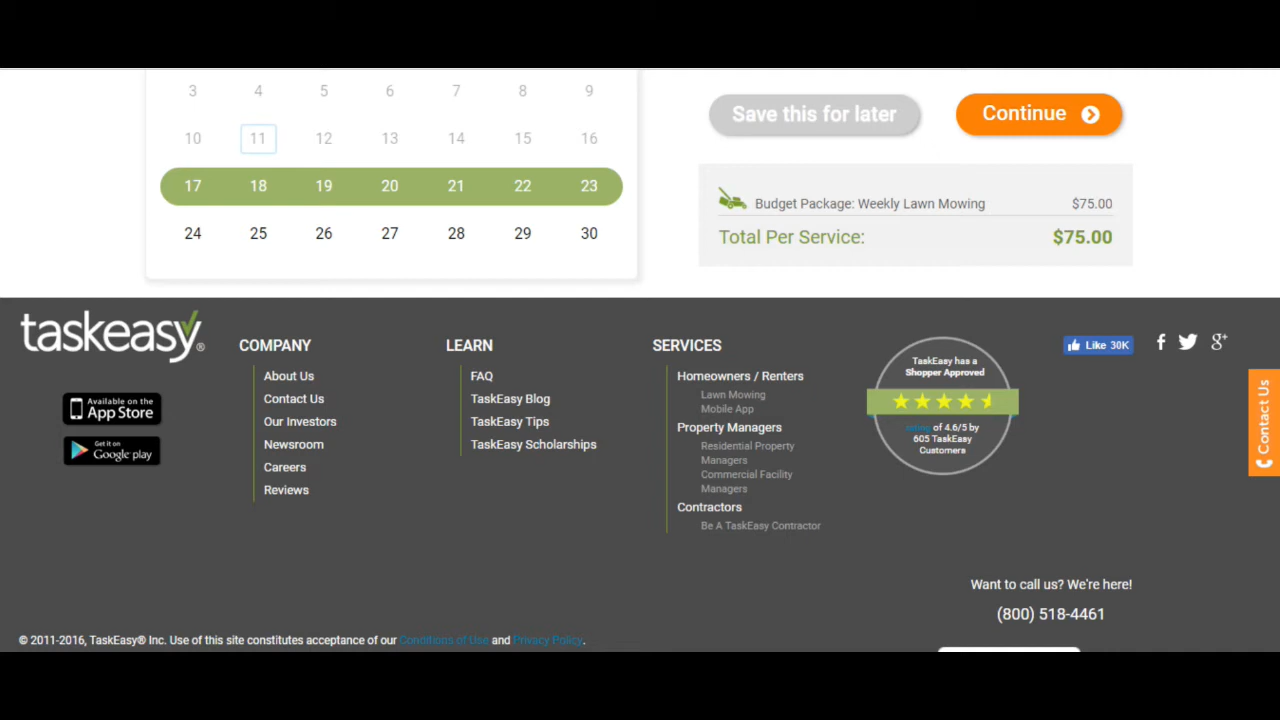 3 4 5 6 7 8 9
10 11 12 13 14 15 16
17 18 19 20 21 22 23
24 25 26 27 28 29 30
Save this for later
Continue
Budget Package: Weekly Lawn Mowing $75.00
Total Per Service: $75.00
taskeasy®
Available on the
App Store
Get it on
Google play
COMPANY
About Us
Contact Us
Our Investors
Newsroom
Careers
Reviews
LEARN
FAQ
TaskEasy Blog
TaskEasy Tips
TaskEasy Scholarships
SERVICES
Homeowners / Renters
Lawn Mowing
Mobile App
Property Managers
Residential Property
Managers
Commercial Facility
Managers
Contractors
Be A TaskEasy Contractor
TaskEasy has a
Shopper Approved
rating of 4.6/5 by
605 TaskEasy
Customers
Like 30K
f g+
Contact Us
Want to call us? We're here!
(800) 518-4461
© 2011-2016, TaskEasy® Inc. Use of this site constitutes acceptance of our Conditions of Use and Privacy Policy.